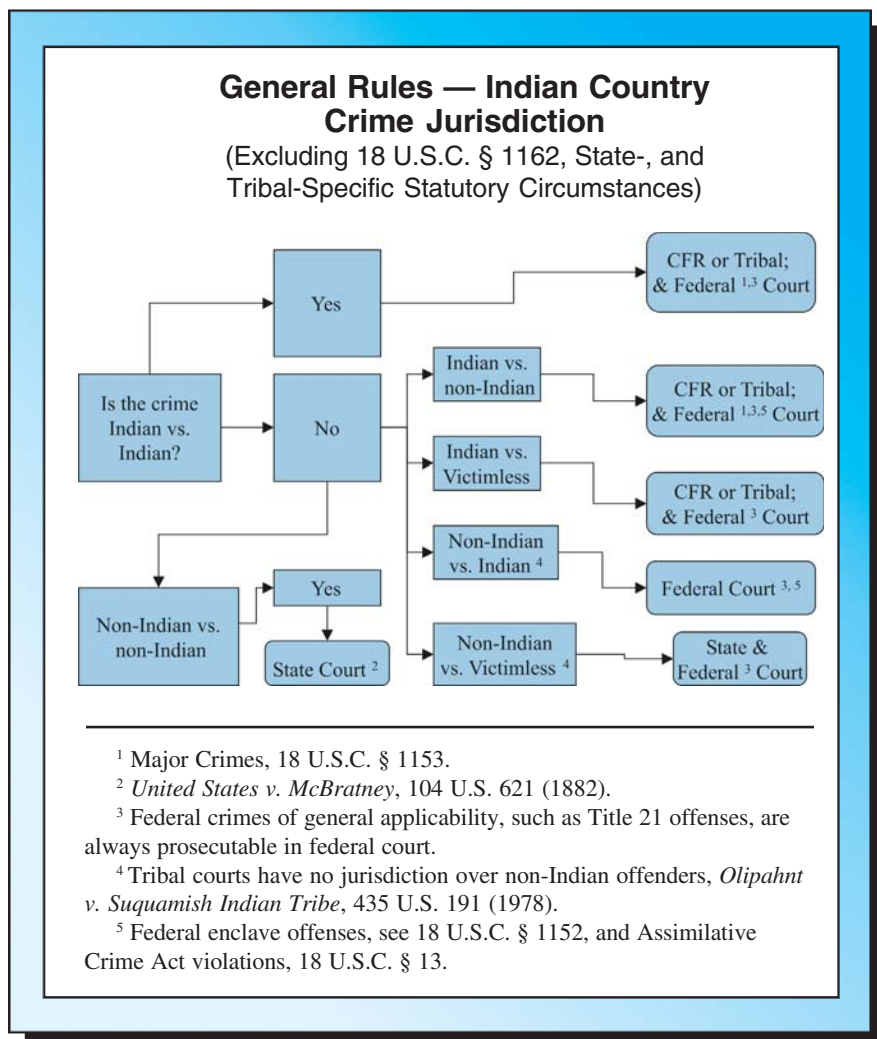 General Rules — Indian Country
Crime Jurisdiction
(Excluding 18 U.S.C. § 1162, State-, and
Tribal-Specific Statutory Circumstances)
Is the crime
Indian vs.
Indian?
Yes
CFR or Tribal;
& Federal 1,3 Court
No
Indian vs.
non-Indian
CFR or Tribal;
& Federal 1,3,5 Court
Indian vs.
Victimless
CFR or Tribal;
& Federal 3 Court
Non-Indian
vs. Indian 4
Federal Court 3, 5
Non-Indian
vs. Victimless 4
State &
Federal 3 Court
Non-Indian vs.
non-Indian
Yes
State Court 2
1 Major Crimes, 18 U.S.C. § 1153.
2 United States v. McBratney, 104 U.S. 621 (1882).
3 Federal crimes of general applicability, such as Title 21 offenses, are
always prosecutable in federal court.
4 Tribal courts have no jurisdiction over non-Indian offenders, Olipahnt
v. Suquamish Indian Tribe, 435 U.S. 191 (1978).
5 Federal enclave offenses, see 18 U.S.C. § 1152, and Assimilative
Crime Act violations, 18 U.S.C. § 13.